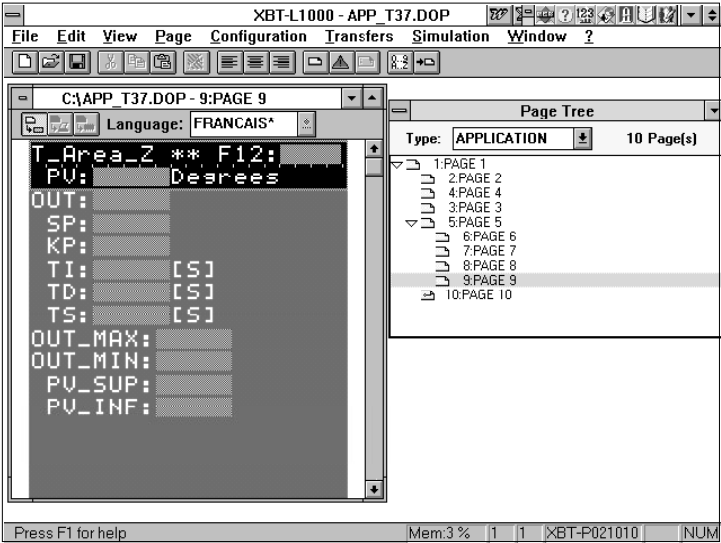 XBT-L1000 - APP_T37.DOP
File Edit View Page Configuration Transfers Simulation Window ?
C:\APP_T37.DOP - 9:PAGE 9
Language: FRANCAIS*
T_Area_Z ** F12:
PV: Degrees
OUT:
SP:
KP:
TI: [S]
TD: [S]
TS: [S]
OUT_MAX:
OUT_MIN:
PV_SUP:
PV_INF:
Page Tree
Type: APPLICATION 10 Page(s)
1:PAGE 1
2:PAGE 2
4:PAGE 4
3:PAGE 3
5:PAGE 5
6:PAGE 6
7:PAGE 7
8:PAGE 8
9:PAGE 9
10:PAGE 10
Press F1 for help Mem:3 % 1 1 XBT-P021010 NUM